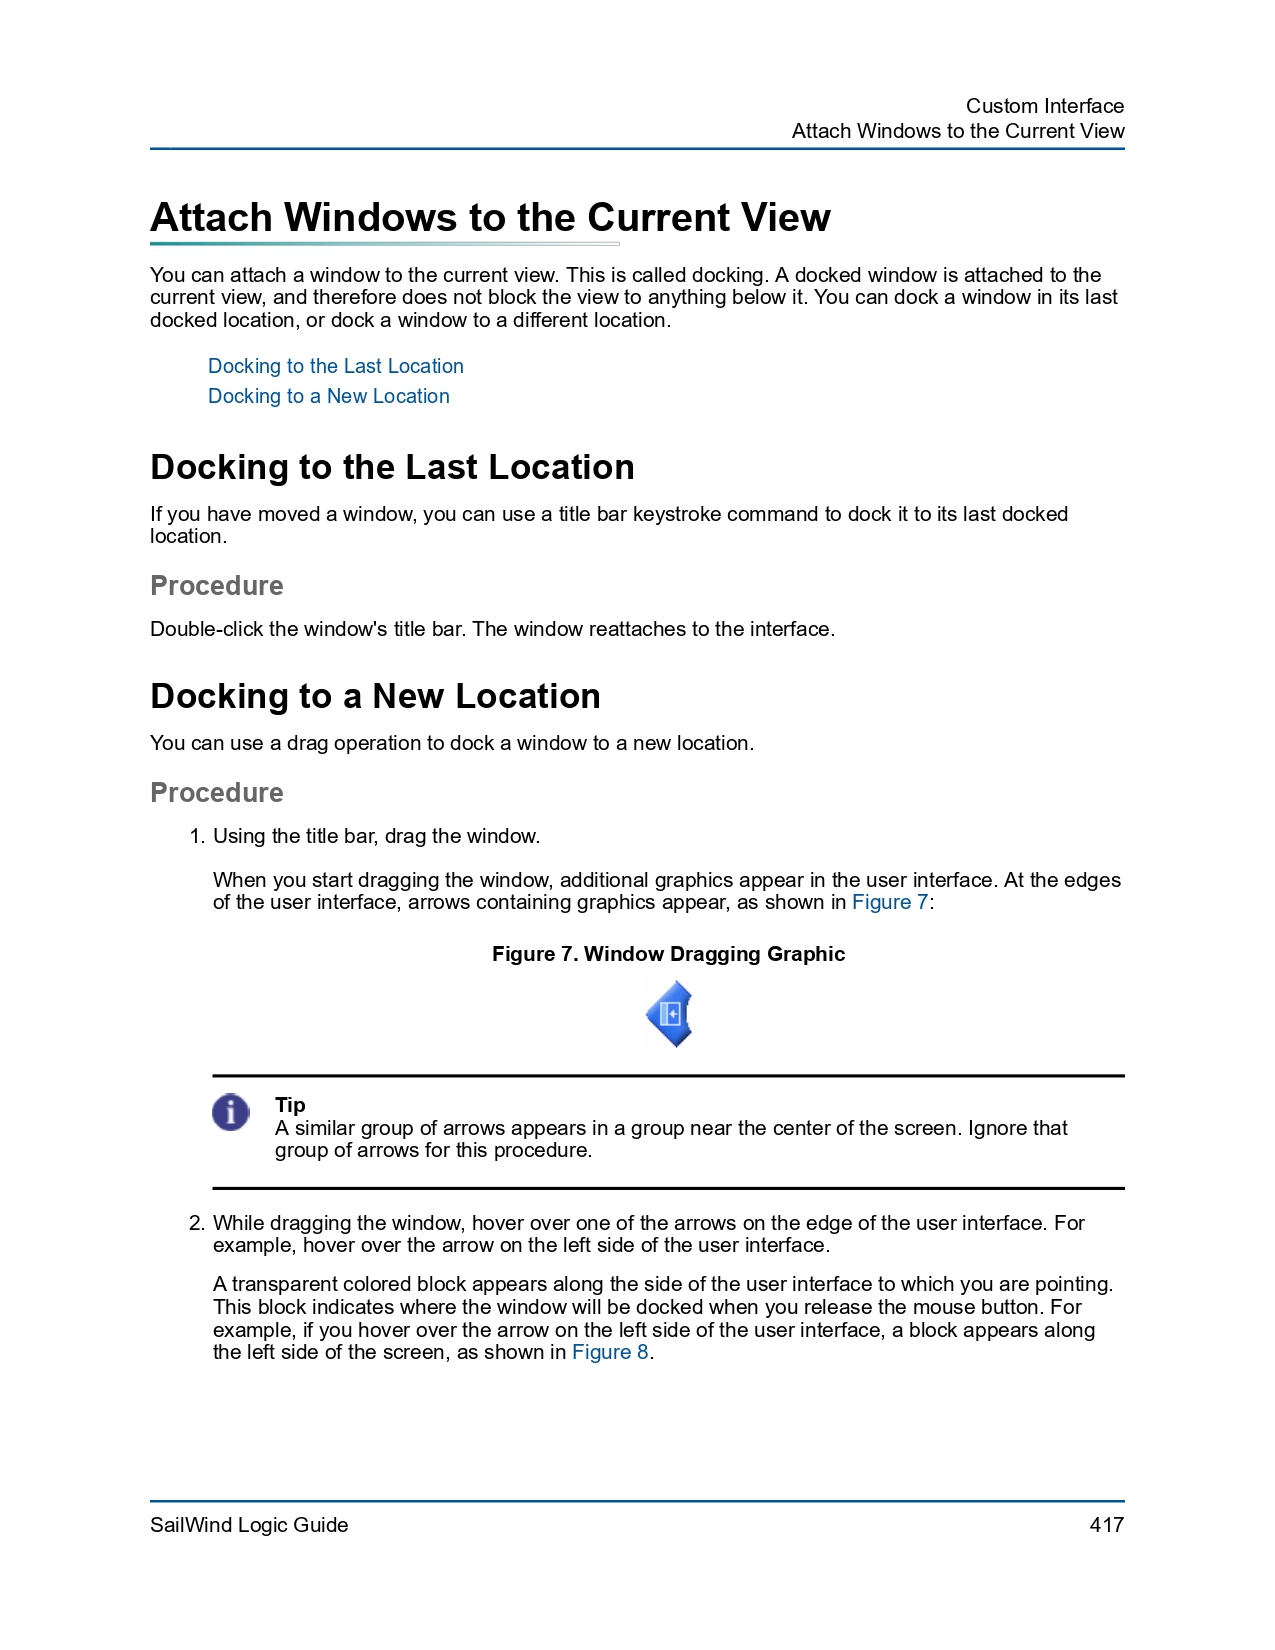 Custom Interface
Attach Windows to the Current View
Attach Windows to the Current View
You can attach a window to the current view. This is called docking. A docked window is attached to the
current view, and therefore does not block the view to anything below it. You can dock a window in its last
docked location, or dock a window to a different location.
Docking to the Last Location
Docking to a New Location
Docking to the Last Location
If you have moved a window, you can use a title bar keystroke command to dock it to its last docked
location.
Procedure
Double-click the window's title bar. The window reattaches to the interface.
Docking to a New Location
You can use a drag operation to dock a window to a new location.
Procedure
1. Using the title bar, drag the window.
When you start dragging the window, additional graphics appear in the user interface. At the edges
of the user interface, arrows containing graphics appear, as shown in Figure 7:
Figure 7. Window Dragging Graphic
Tip
A similar group of arrows appears in a group near the center of the screen. Ignore that
group of arrows for this procedure.
2. While dragging the window, hover over one of the arrows on the edge of the user interface. For
example, hover over the arrow on the left side of the user interface.
A transparent colored block appears along the side of the user interface to which you are pointing.
This block indicates where the window will be docked when you release the mouse button. For
example, if you hover over the arrow on the left side of the user interface, a block appears along
the left side of the screen, as shown in Figure 8.
SailWind Logic Guide
417